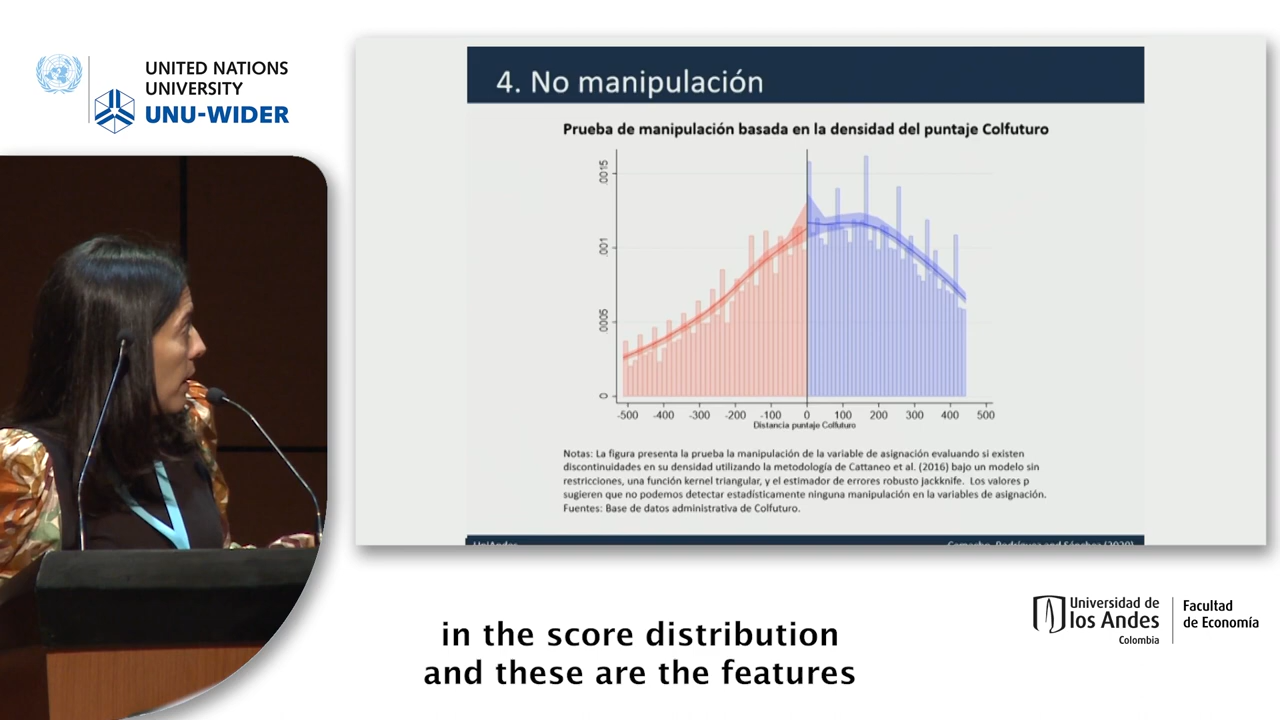 UNITED NATIONS
UNIVERSITY
UNU-WIDER
4. No manipulación
Prueba de manipulación basada en la densidad del puntaje Colfuturo
.0015
.001
.0005
0
-500 -400 -300 -200 -100 0 100 200 300 400 500
Distancia puntaje Colfuturo
Notas: La figura presenta la prueba la manipulación de la variable de asignación evaluando si existen
discontinuidades en su densidad utilizando la metodología de Cattaneo et al. (2016) bajo un modelo sin
restricciones, una función kernel triangular, y el estimador de errores robusto jackknife. Los valores p
sugieren que no podemos detectar estadísticamente ninguna manipulación en la variables de asignación.
Fuentes: Base de datos administrativa de Colfuturo.
UniAndes
Camacho, Rodríguez and Sánchez (2020)
in the score distribution
and these are the features
Universidad de
los Andes
Colombia
Facultad
de Economía